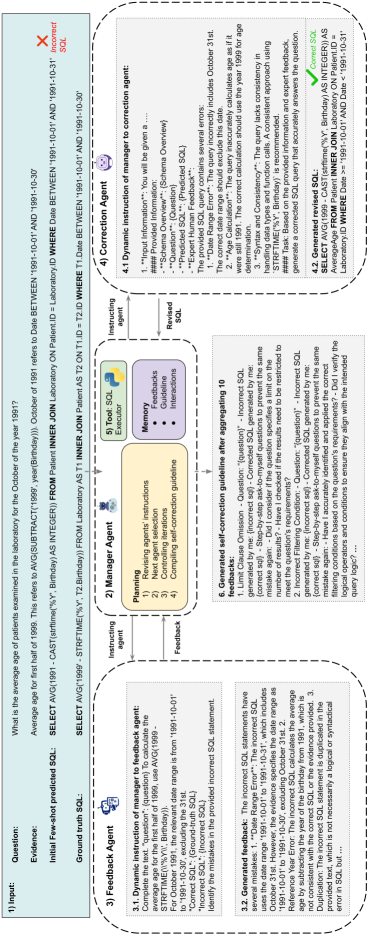 1) Input:
Question: What is the average age of patients examined in the laboratory for the October of the year 1991?
Evidence: Average age for first half of 1999. This refers to AVG(SUBTRACT('1999', year(Birthday))). October of 1991 refers to Date BETWEEN '1991-10-01' AND '1991-10-30'
Initial Few-shot predicted SQL: SELECT AVG(1991 - CAST(strftime('%Y', Birthday) AS INTEGER)) FROM Patient INNER JOIN Laboratory ON Patient.ID = Laboratory.ID WHERE Date BETWEEN '1991-10-01' AND '1991-10-31'
Incorrect
SQL
Ground truth SQL: SELECT AVG('1999' - STRFTIME('%Y', T2.Birthday)) FROM Laboratory AS T1 INNER JOIN Patient AS T2 ON T1.ID = T2.ID WHERE T1.Date BETWEEN '1991-10-01' AND '1991-10-30'
3) Feedback Agent
3.1. Dynamic instruction of manager to feedback agent:
Complete the text. "question": {question} To calculate the
average age for the first half of 1999, use AVG(1999 -
STRFTIME('%Y', Birthday)).
For October 1991, the relevant date range is from '1991-10-01'
to '1991-10-30', excluding the 31st.
"Correct SQL": {Ground-truth SQL}
"Incorrect SQL": {Incorrect SQL}
Identify the mistakes in the provided incorrect SQL statement.
3.2. Generated feedback: The incorrect SQL statements have
several mistakes: 1. **Date Range Error**: The incorrect SQL
uses the date range '1991-10-01' to '1991-10-31', which includes
October 31st. However, the evidence specifies the date range as
'1991-10-01' to '1991-10-30', excluding October 31st. 2.
Reference Year Error: The incorrect SQL calculates the average
age by subtracting the year of the birthday from 1991, which is
not consistent with the correct SQL or the evidence provided. 3.
Duplication: The incorrect SQL statement is duplicated in the
provided text, which is not necessarily a logical or syntactical
error in SQL but ...
Instructing
agent
Feedback
2) Manager Agent
Planning
1) Revising agents' instructions
2) Next agent selection
3) Controlling iterations
4) Compiling self-correction guideline
5) Tool: SQL
Executor
Memory
• Feedbacks
• Guideline
• Interactions
6. Generated self-correction guideline after aggregating 10
feedbacks:
1. Limit Clause Omission - Question: "{question}" - Incorrect SQL
generated by me: {incorrect sql} - Corrected SQL generated by me:
{correct sql} - Step-by-step ask-to-myself questions to prevent the same
mistake again: - Did I consider if the question specifies a limit on the
number of results? - Have I checked if the results need to be restricted to
meet the question's requirements?
2. Incorrect Filtering Condition: - Question: "{question}" - Incorrect SQL
generated by me: {incorrect sql} - Corrected SQL generated by me:
{correct sql} - Step-by-step ask-to-myself questions to prevent the same
mistake again: - Have I accurately identified and applied the correct
filtering conditions based on the question's requirements? - Did I verify the
logical operators and conditions to ensure they align with the intended
query logic? ...
Instructing
agent
Revised
SQL
4) Correction Agent
4.1 Dynamic instruction of manager to correction agent:
1. **Input Information**: You will be given a ....
##### Provided Information:
- **Schema Overview**: {Schema Overview}
- **Question**: {Question}
- **Predicted SQL**: {Predicted SQL}
- **Expert Human Feedback**:
The provided SQL query contains several errors:
1. **Date Range Error**: The query incorrectly includes October 31st.
The correct date range should exclude this date.
2. **Age Calculation**: The query inaccurately calculates age as if it
were still 1991. The correct calculation should use the year 1999 for age
determination.
3. **Syntax and Consistency**: The query lacks consistency in
handling data types and function calls. A consistent approach using
`STRFTIME('%Y', Birthday)` is recommended.
#### Task: Based on the provided information and expert feedback,
generate a corrected SQL query that accurately answers the question.
Correct SQL
4.2. Generated revised SQL:
SELECT AVG(1999 - CAST(strftime('%Y', Birthday) AS INTEGER)) AS
AverageAge FROM Patient INNER JOIN Laboratory ON Patient.ID =
Laboratory.ID WHERE Date >= '1991-10-01' AND Date < '1991-10-31'